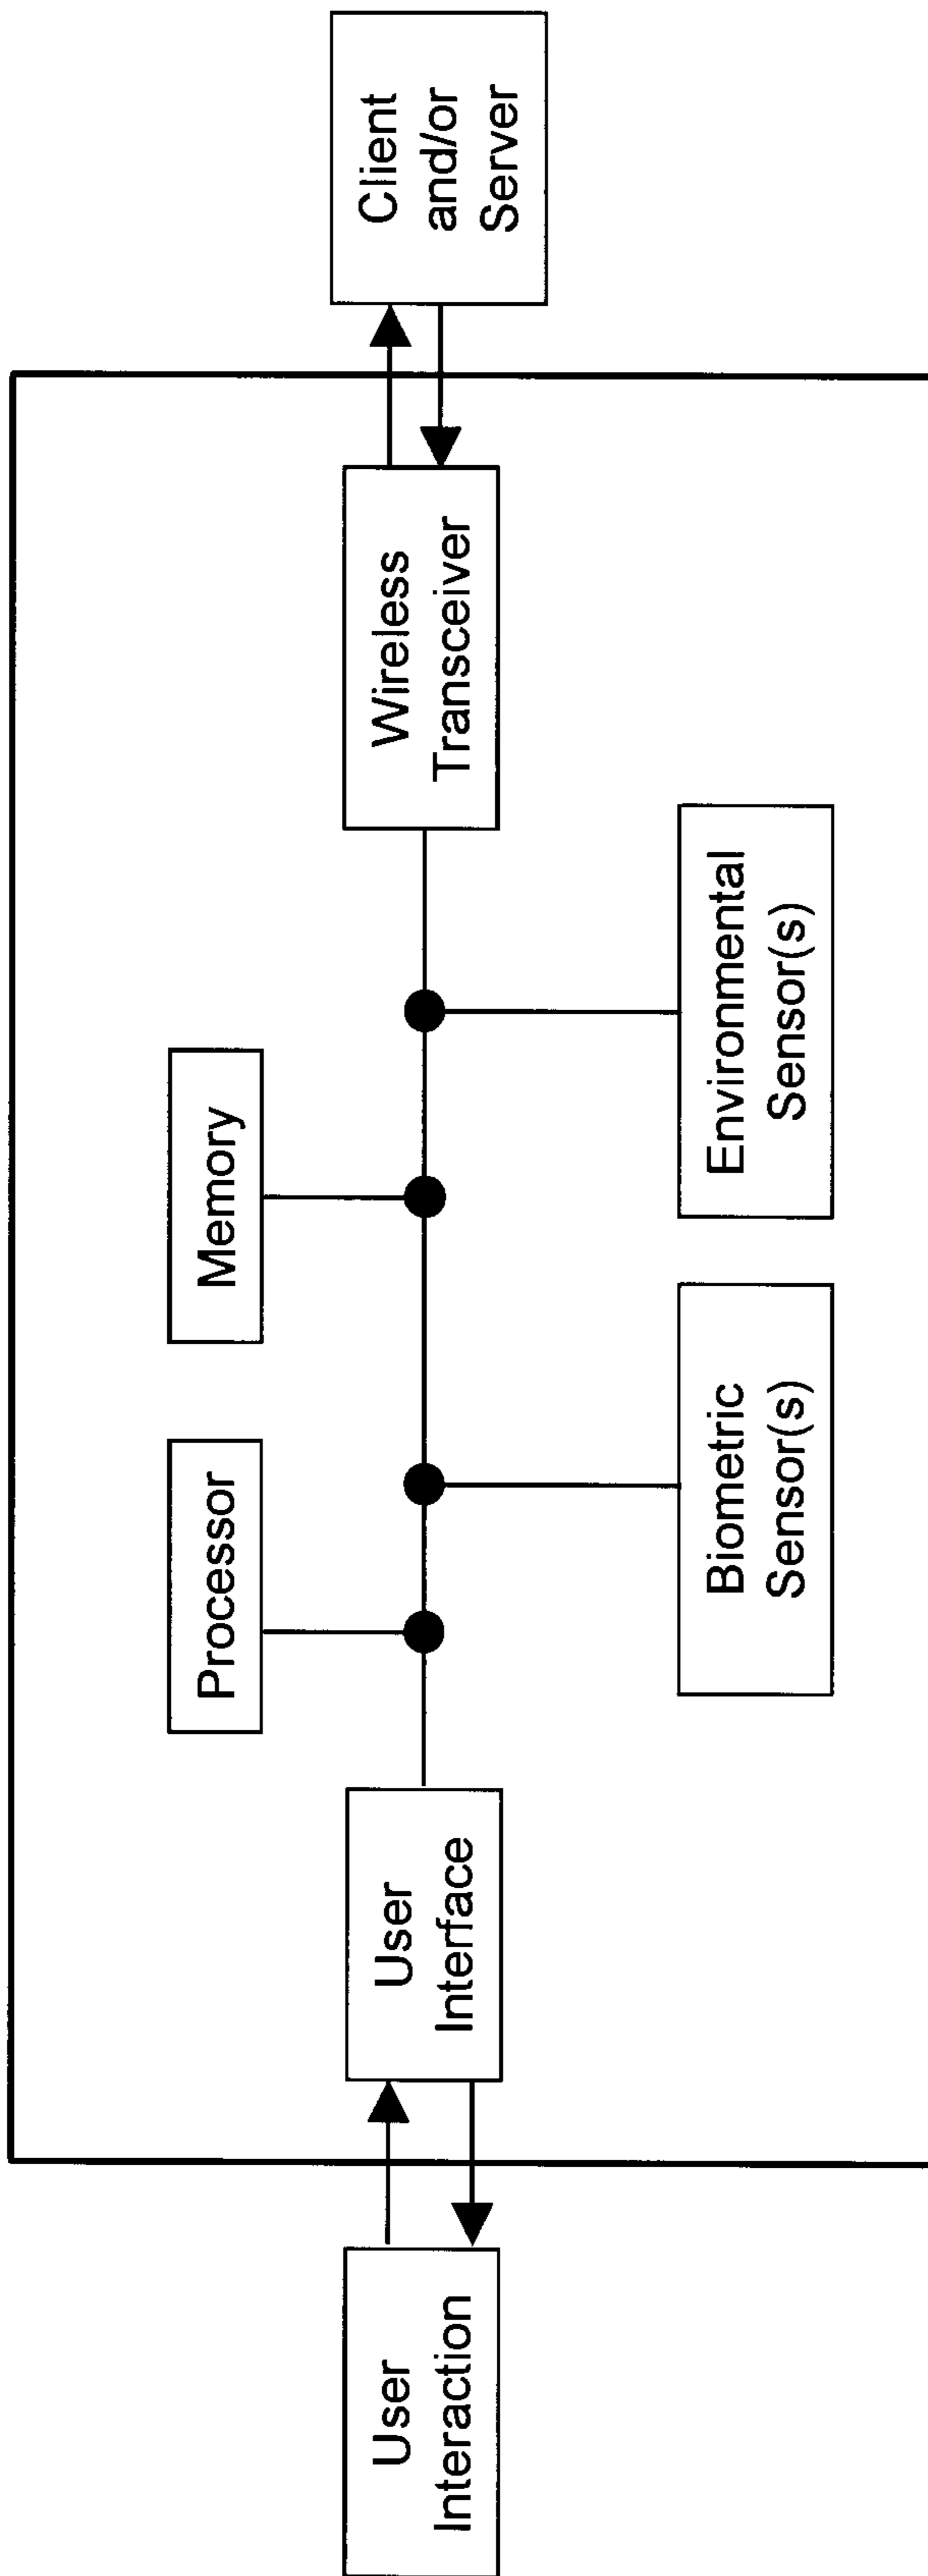 Processor
Memory
User
Interaction
User
Interface
Wireless
Transceiver
Client
and/or
Server
Biometric
Sensor(s)
Environmental
Sensor(s)